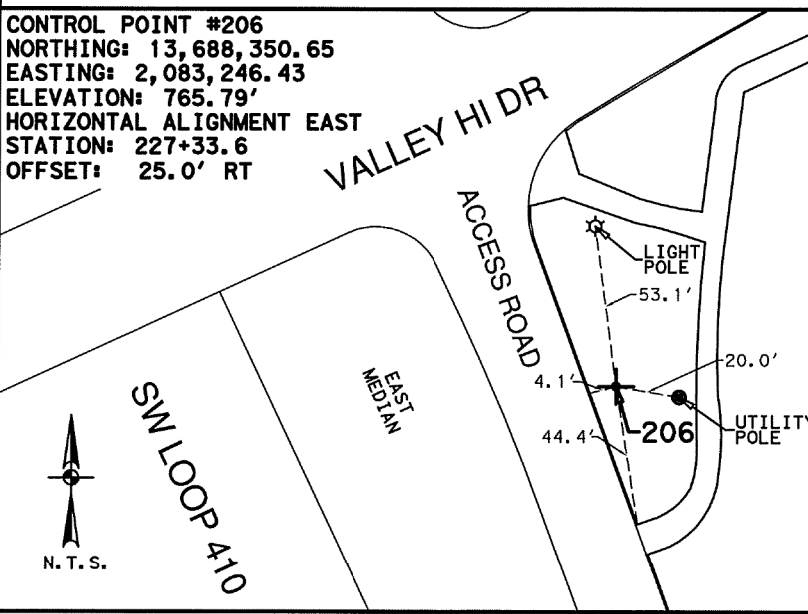 CONTROL POINT #206
NORTHING: 13,688,350.65
EASTING: 2,083,246.43
ELEVATION: 765.79'
HORIZONTAL ALIGNMENT EAST
STATION: 227+33.6
OFFSET: 25.0' RT
VALLEY HI DR
ACCESS ROAD
LIGHT
POLE
53.1'
20.0'
4.1'
206
UTILITY
POLE
44.4'
EAST
MEDIAN
SW LOOP 410
N.T.S.